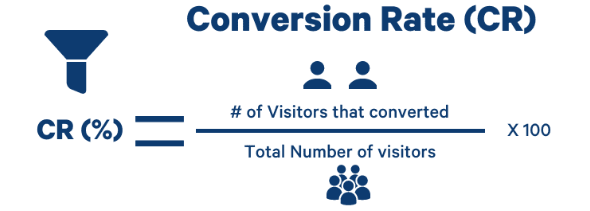 Conversion Rate (CR)
# of Visitors that converted
CR (%) = X 100
Total Number of visitors